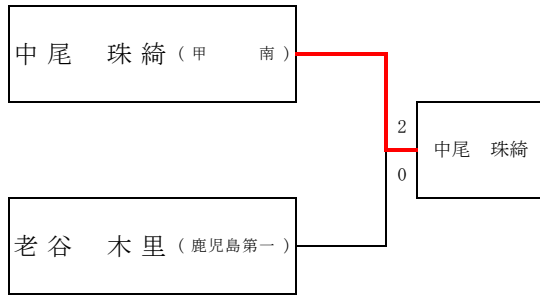 中尾　珠綺（甲　　南）
2
中尾　珠綺
0
老谷　木里（鹿児島第一）